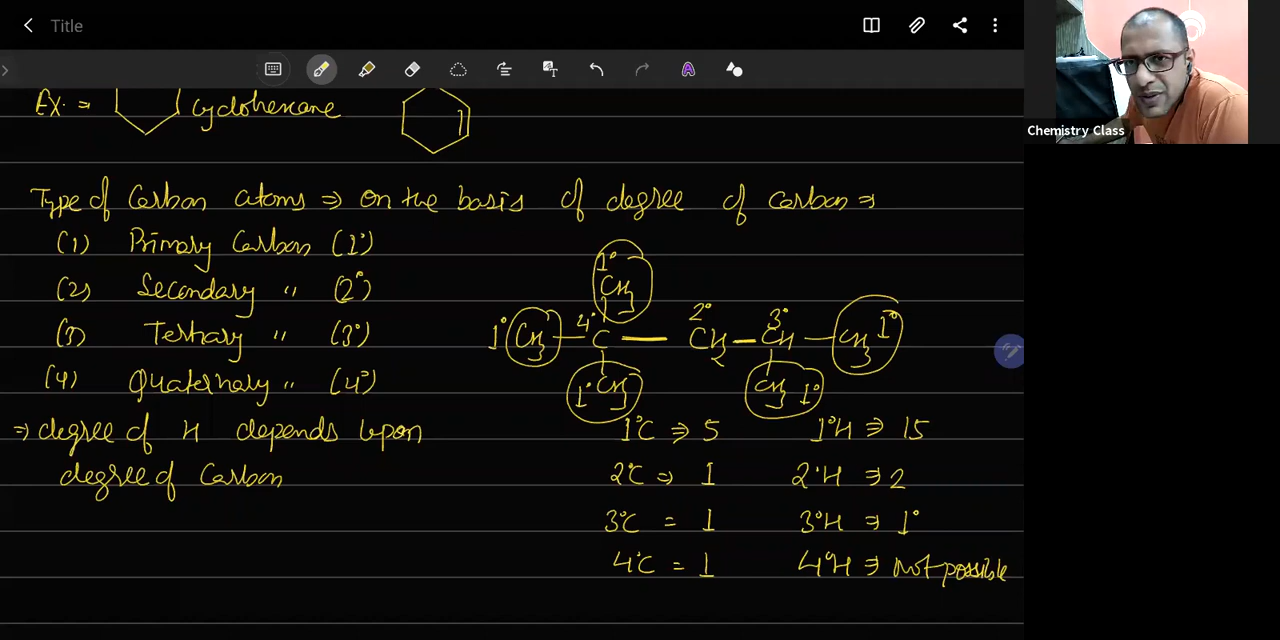 Title
Ex. = cyclohexane
Chemistry Class
Type of Carbon atoms ⇒ on the basis of degree of carbon ⇒
(1) Primary Carbon (1°)
(2) Secondary " (2°)
(3) Tertary " (3°)
(4) Quaternary " (4°)
1° CH3
1° CH3 — 4° C — 2° CH2 — 3° CH — CH3 1°
1° CH3 CH3 1°
⇒ degree of H depends upon
degree of Carbon
1°C ⇒ 5 1°H ⇒ 15
2°C ⇒ 1 2°H ⇒ 2
3°C = 1 3°H ⇒ 1°
4°C = 1 4°H ⇒ not possible